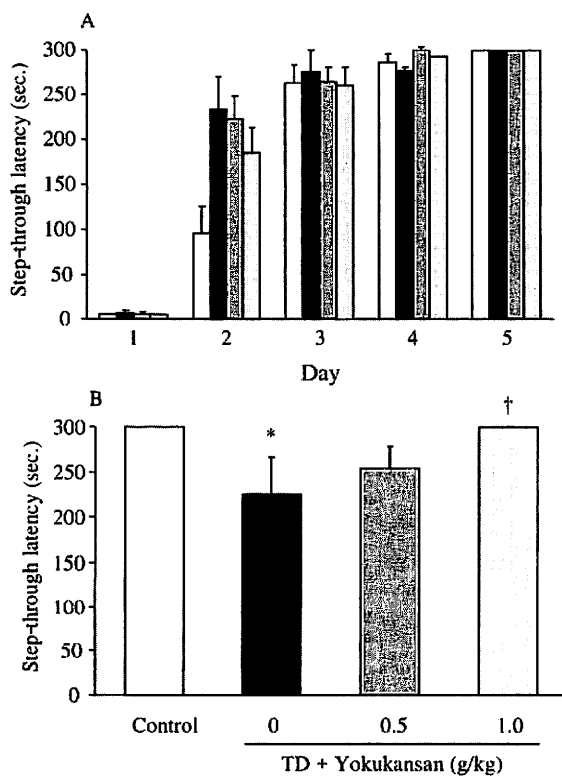 A
Step-through latency (sec.)
300
250
200
150
100
50
0
1 2 3 4 5
Day
B
Step-through latency (sec.)
300
250
200
150
100
50
0
* †
Control 0 0.5 1.0
TD + Yokukansan (g/kg)